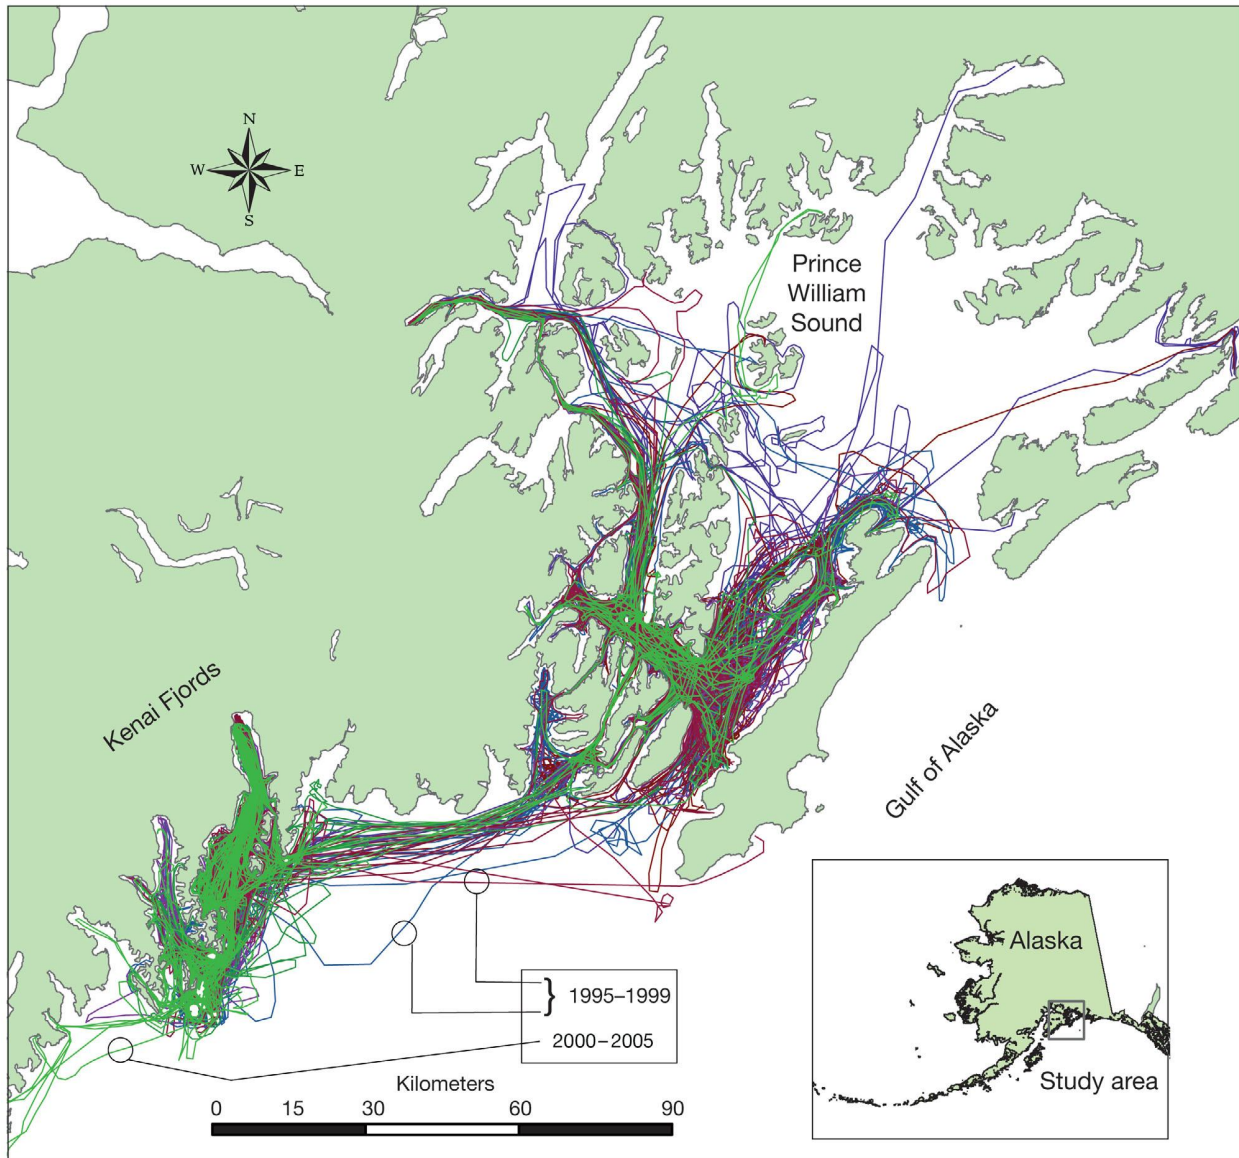 N
W
E
S
Prince
William
Sound
Kenai Fjords
Gulf of Alaska
Alaska
Study area
1995–1999
2000–2005
Kilometers
0 15 30 60 90